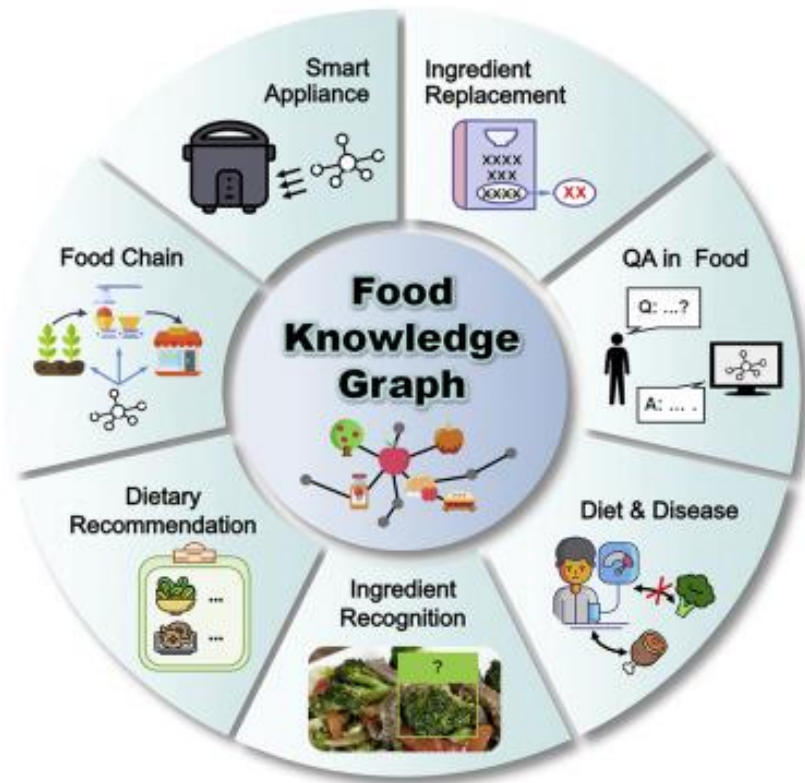 Smart
Appliance
Ingredient
Replacement
XXXX
XXX
XXXX
XX
Food Chain
QA in Food
Q: ...?
A: ... .
Food
Knowledge
Graph
Dietary
Recommendation
...
...
Diet & Disease
Ingredient
Recognition
?